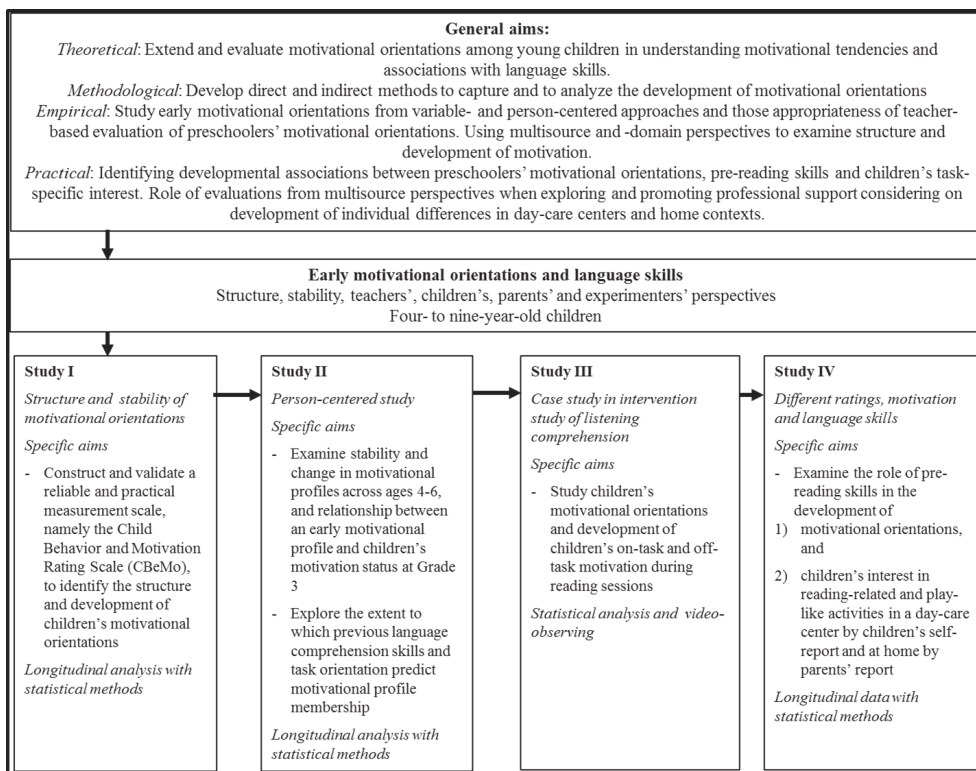 General aims:
Theoretical: Extend and evaluate motivational orientations among young children in understanding motivational tendencies and
associations with language skills.
Methodological: Develop direct and indirect methods to capture and to analyze the development of motivational orientations
Empirical: Study early motivational orientations from variable- and person-centered approaches and those appropriateness of teacher-
based evaluation of preschoolers' motivational orientations. Using multisource and -domain perspectives to examine structure and
development of motivation.
Practical: Identifying developmental associations between preschoolers' motivational orientations, pre-reading skills and children's task-
specific interest. Role of evaluations from multisource perspectives when exploring and promoting professional support considering on
development of individual differences in day-care centers and home contexts.
Early motivational orientations and language skills
Structure, stability, teachers', children's, parents' and experimenters' perspectives
Four- to nine-year-old children
Study I
Structure and stability of
motivational orientations
Specific aims
- Construct and validate a
reliable and practical
measurement scale,
namely the Child
Behavior and Motivation
Rating Scale (CBeMo),
to identify the structure
and development of
children's motivational
orientations
Longitudinal analysis with
statistical methods
Study II
Person-centered study
Specific aims
- Examine stability and
change in motivational
profiles across ages 4-6,
and relationship between
an early motivational
profile and children's
motivation status at Grade
3
- Explore the extent to
which previous language
comprehension skills and
task orientation predict
motivational profile
membership
Longitudinal analysis with
statistical methods
Study III
Case study in intervention
study of listening
comprehension
Specific aims
- Study children's
motivational orientations
and development of
children's on-task and off-
task motivation during
reading sessions
Statistical analysis and video-
observing
Study IV
Different ratings, motivation
and language skills
Specific aims
- Examine the role of pre-
reading skills in the
development of
1) motivational orientations,
and
2) children's interest in
reading-related and play-
like activities in a day-care
center by children's self-
report and at home by
parents' report
Longitudinal data with
statistical methods